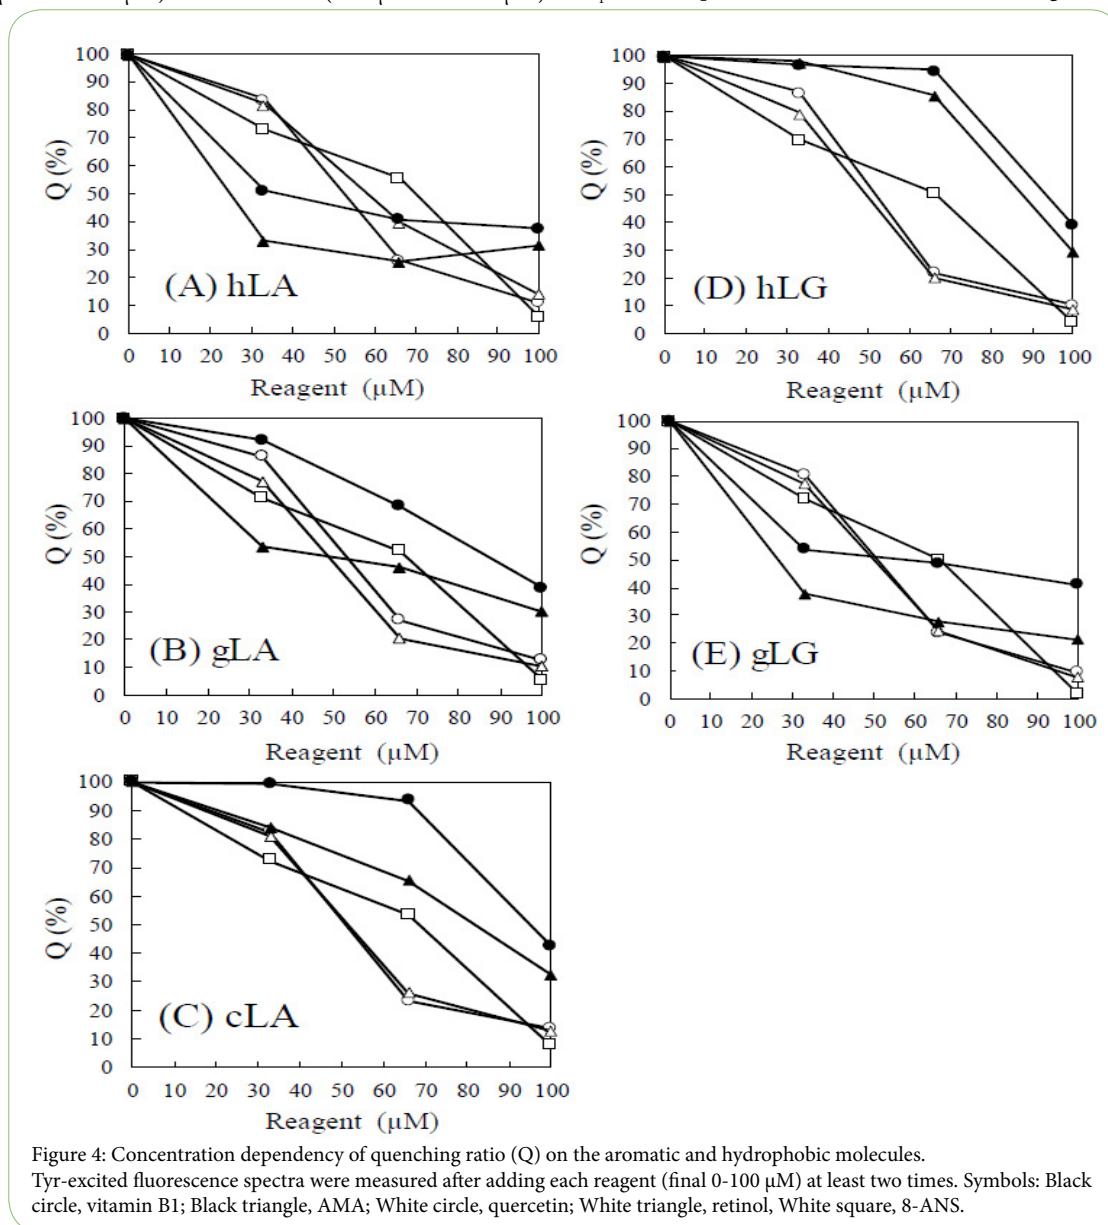 100
90
80
70
60
50
40
30
20
10
0
Q (%)
(A) hLA
0 10 20 30 40 50 60 70 80 90 100
Reagent (µM)
100
90
80
70
60
50
40
30
20
10
0
Q (%)
(D) hLG
0 10 20 30 40 50 60 70 80 90 100
Reagent (µM)
100
90
80
70
60
50
40
30
20
10
0
Q (%)
(B) gLA
0 10 20 30 40 50 60 70 80 90 100
Reagent (µM)
100
90
80
70
60
50
40
30
20
10
0
Q (%)
(E) gLG
0 10 20 30 40 50 60 70 80 90 100
Reagent (µM)
100
90
80
70
60
50
40
30
20
10
0
Q (%)
(C) cLA
0 10 20 30 40 50 60 70 80 90 100
Reagent (µM)
Figure 4: Concentration dependency of quenching ratio (Q) on the aromatic and hydrophobic molecules.
Tyr-excited fluorescence spectra were measured after adding each reagent (final 0-100 µM) at least two times. Symbols: Black
circle, vitamin B1; Black triangle, AMA; White circle, quercetin; White triangle, retinol, White square, 8-ANS.